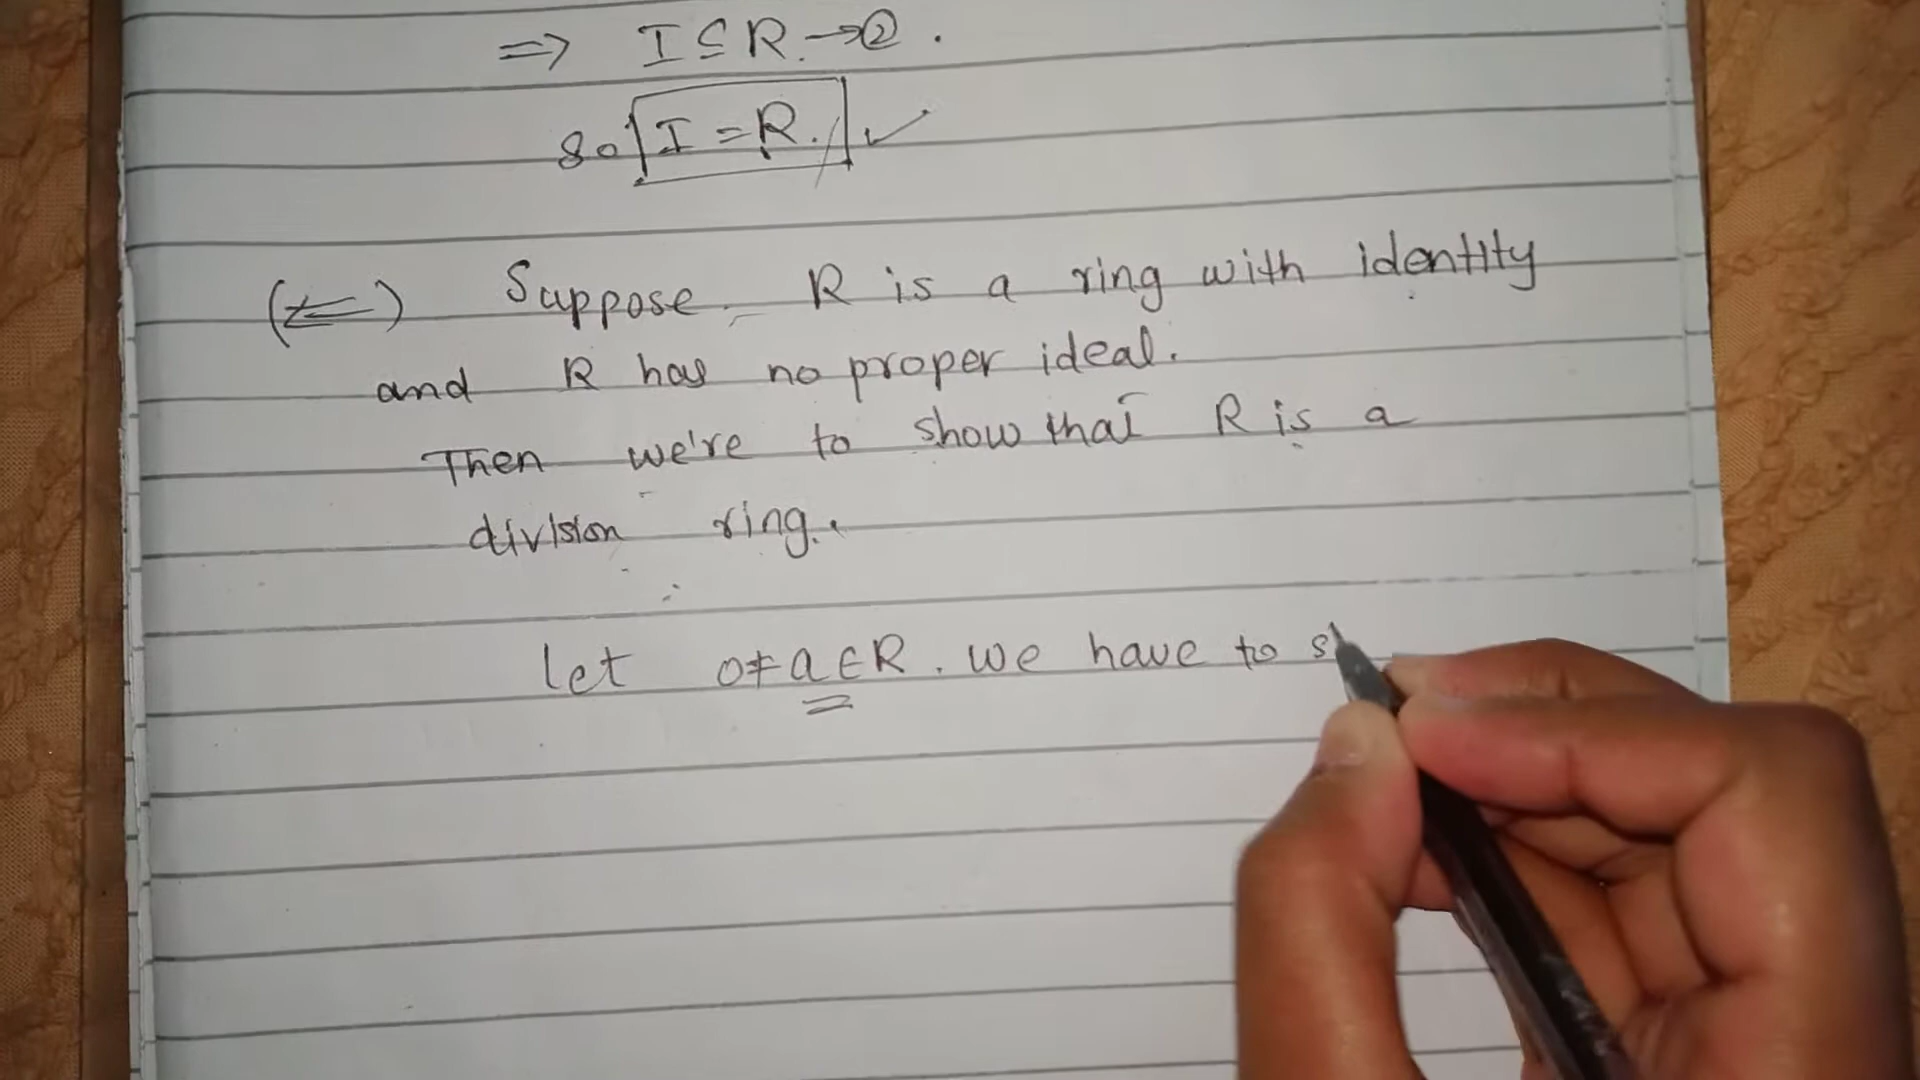 ⇒ I ⊆ R. → ② .
So I = R. ✓
(⇐) Suppose R is a ring with identity
and R has no proper ideal.
Then we're to show that R is a
division ring.
Let 0 ≠ a ∈ R. We have to s